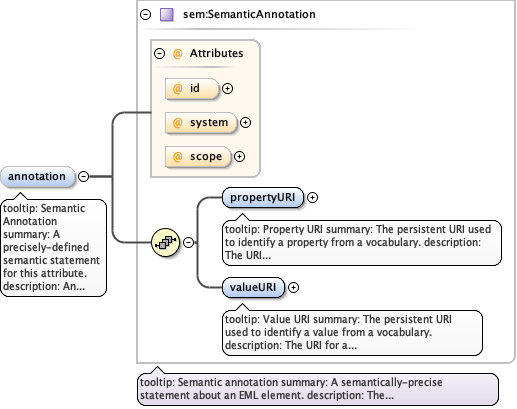 sem:SemanticAnnotation
@ Attributes
@ id
@ system
@ scope
annotation
tooltip: Semantic
Annotation
summary: A
precisely-defined
semantic statement
for this attribute.
description: An...
propertyURI
tooltip: Property URI summary: The persistent URI used
to identify a property from a vocabulary. description:
The URI...
valueURI
tooltip: Value URI summary: The persistent URI
used to identify a value from a vocabulary.
description: The URI for a...
tooltip: Semantic annotation summary: A semantically-precise
statement about an EML element. description: The...